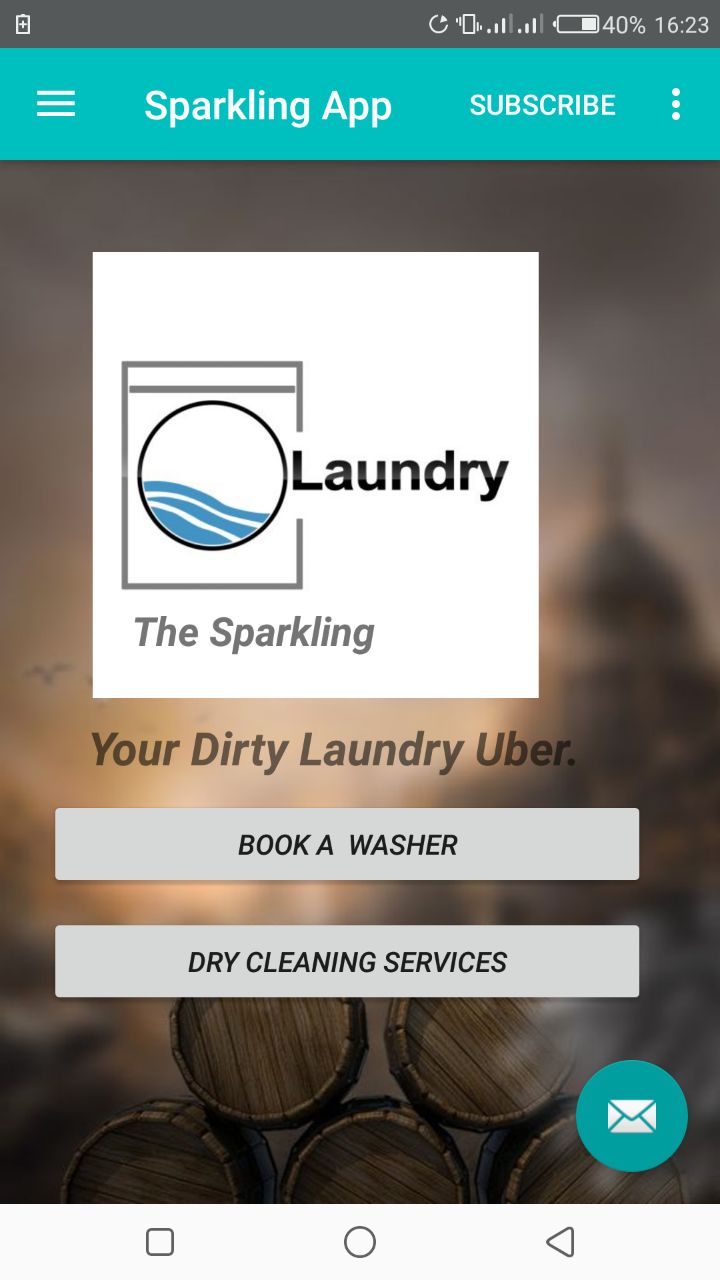 40% 16:23
Sparkling App SUBSCRIBE
Laundry
The Sparkling
Your Dirty Laundry Uber.
BOOK A  WASHER
DRY CLEANING SERVICES